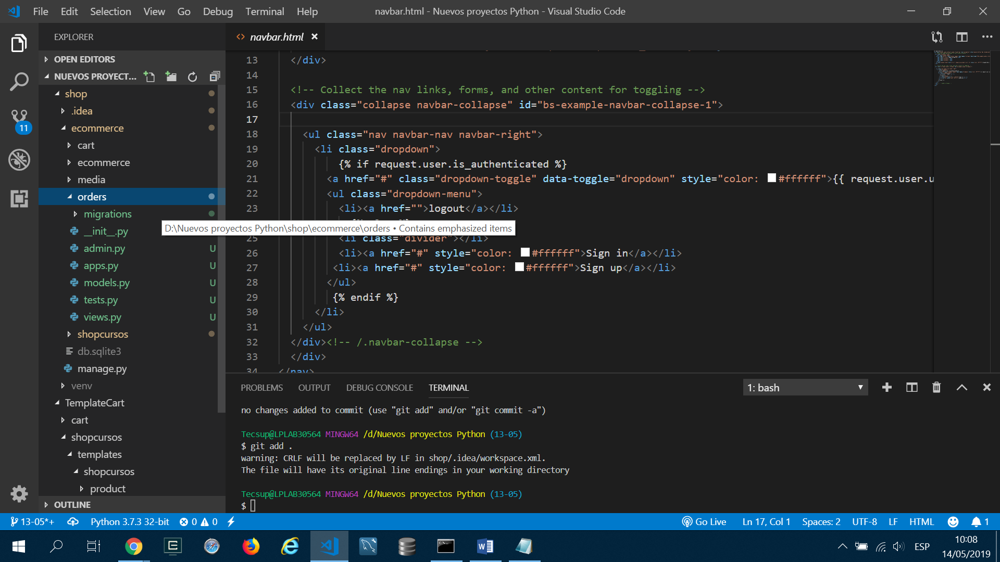 File Edit Selection View Go Debug Terminal Help
navbar.html - Nuevos proyectos Python - Visual Studio Code
EXPLORER
OPEN EDITORS
NUEVOS PROYECT...
shop
.idea
ecommerce
cart
ecommerce
media
orders
migrations
__init__.py
admin.py U
apps.py U
models.py U
tests.py U
views.py U
shopcursos
db.sqlite3
manage.py
venv
TemplateCart
cart
shopcursos
templates
shopcursos
product
OUTLINE
11
D:\Nuevos proyectos Python\shop\ecommerce\orders • Contains emphasized items
<> navbar.html ×
13 </div>
14
15 <!-- Collect the nav links, forms, and other content for toggling -->
16 <div class="collapse navbar-collapse" id="bs-example-navbar-collapse-1">
17
18 <ul class="nav navbar-nav navbar-right">
19 <li class="dropdown">
20 {% if request.user.is_authenticated %}
21 <a href="#" class="dropdown-toggle" data-toggle="dropdown" style="color: #ffffff">{{ request.user.u
22 <ul class="dropdown-menu">
23 <li><a href="">logout</a></li>
25 <li class="divider"></li>
26 <li><a href="#" style="color: #ffffff">Sign in</a></li>
27 <li><a href="#" style="color: #ffffff">Sign up</a></li>
28 </ul>
29 {% endif %}
30 </li>
31 </ul>
32 </div><!-- /.navbar-collapse -->
33 </div>
34 </nav>
PROBLEMS OUTPUT DEBUG CONSOLE TERMINAL
1: bash
no changes added to commit (use "git add" and/or "git commit -a")
Tecsup@LPLAB30564 MINGW64 /d/Nuevos proyectos Python (13-05)
$ git add .
warning: CRLF will be replaced by LF in shop/.idea/workspace.xml.
The file will have its original line endings in your working directory
Tecsup@LPLAB30564 MINGW64 /d/Nuevos proyectos Python (13-05)
$
13-05*+ Python 3.7.3 32-bit 0 0 Go Live Ln 17, Col 1 Spaces: 2 UTF-8 LF HTML 1
ESP
10:08
14/05/2019